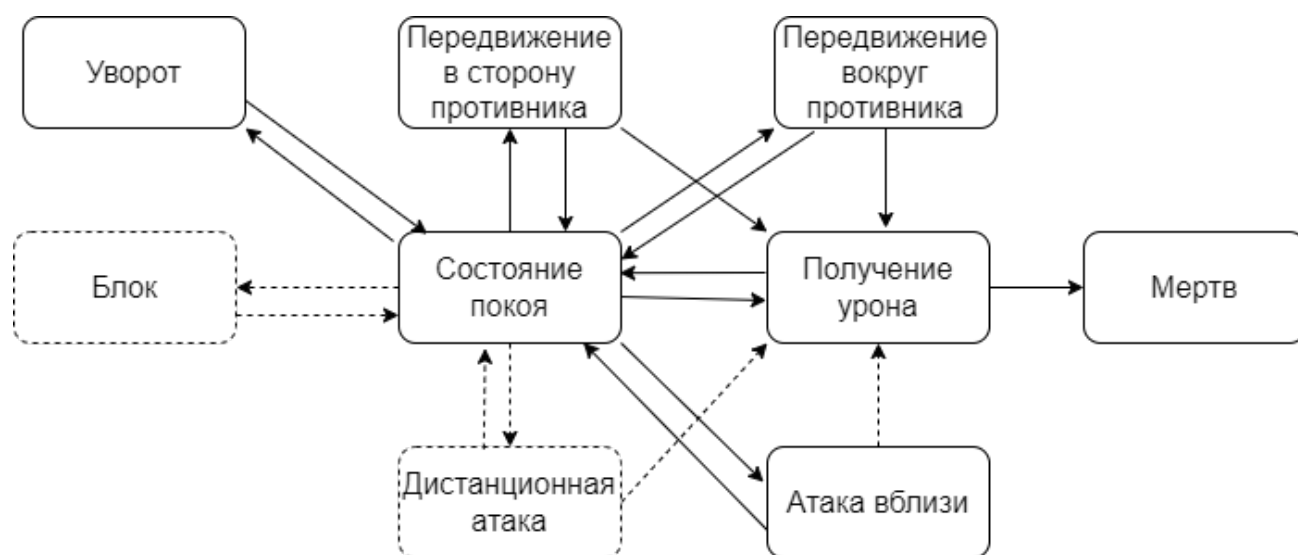 Уворот
Передвижение
в сторону
противника
Передвижение
вокруг
противника
Блок
Состояние
покоя
Получение
урона
Мертв
Дистанционная
атака
Атака вблизи